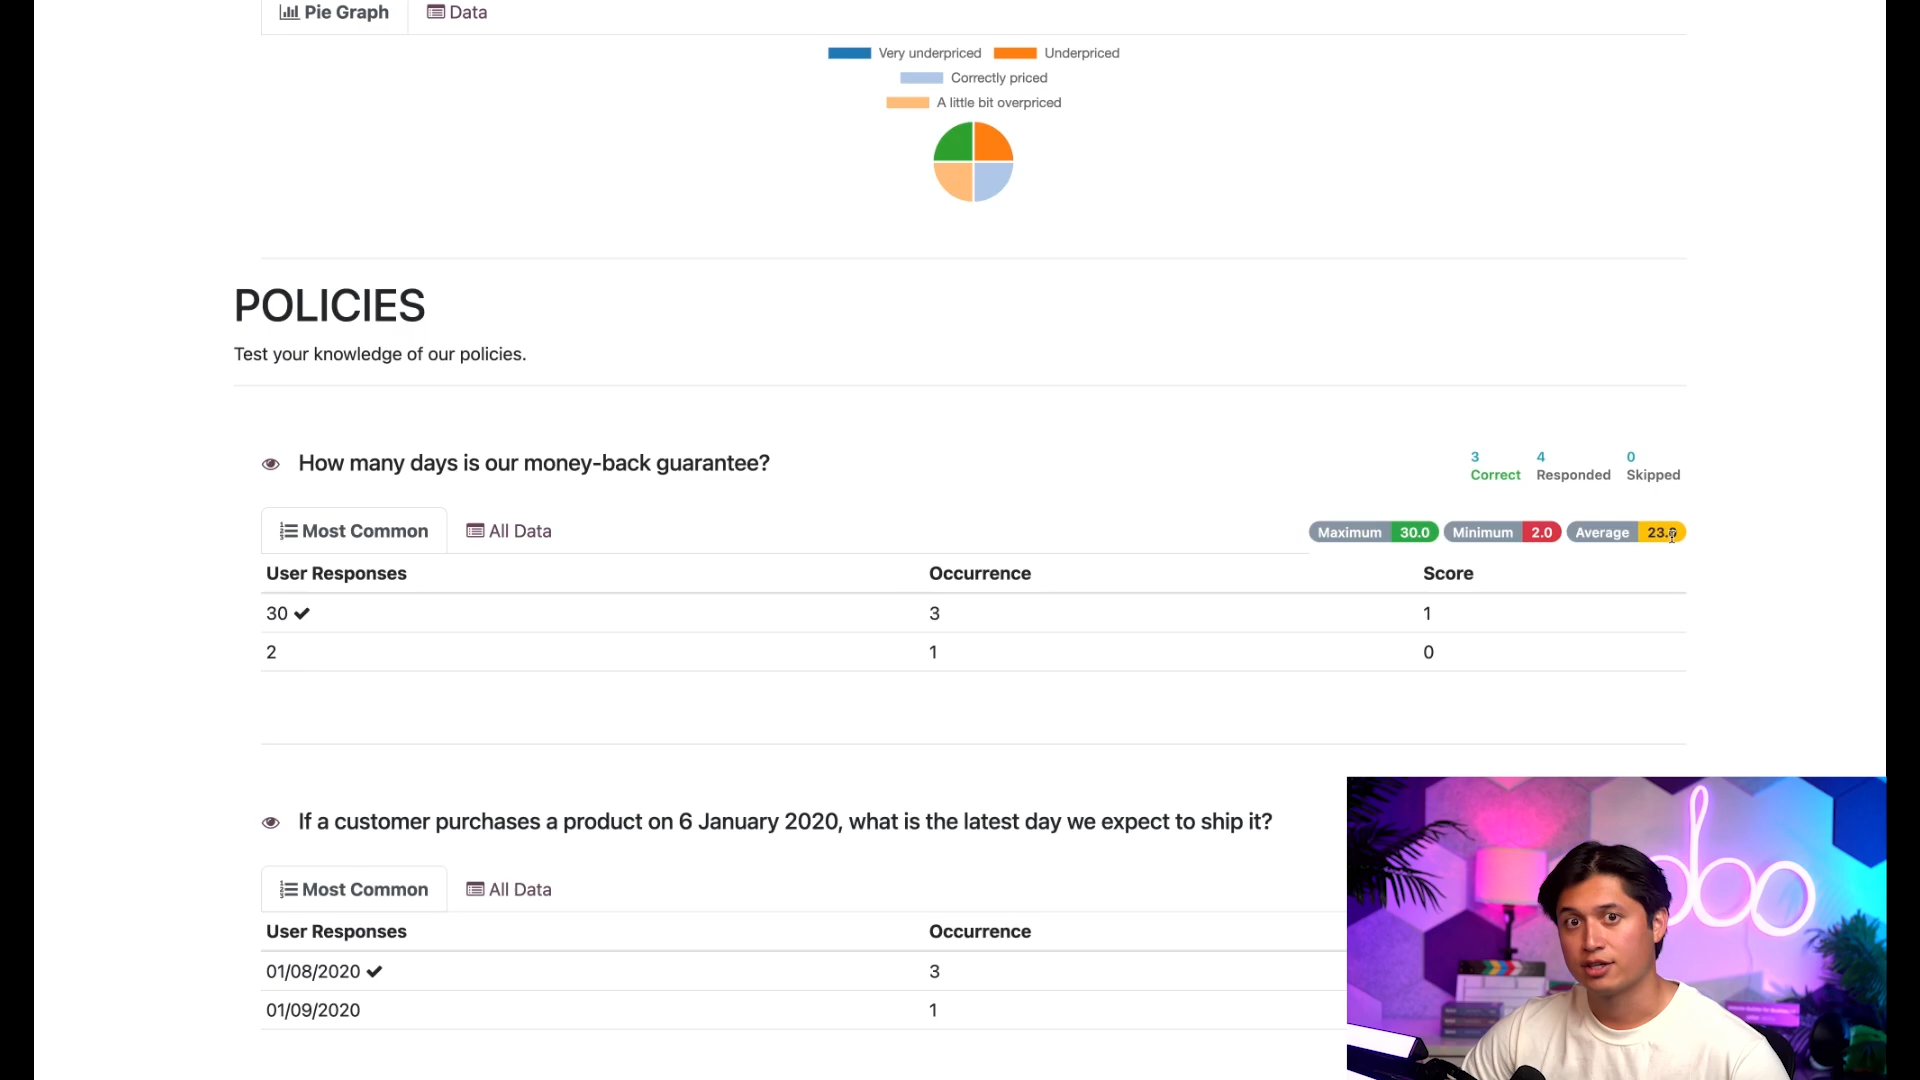 Pie Graph Data
Very underpriced Underpriced
Correctly priced
A little bit overpriced
POLICIES
Test your knowledge of our policies.
How many days is our money-back guarantee?
3 4 0
Correct Responded Skipped
Most Common All Data Maximum 30.0 Minimum 2.0 Average
User Responses Occurrence Score
30 3 1
2 1 0
If a customer purchases a product on 6 January 2020, what is the latest day we expect to ship it?
Most Common All Data
User Responses Occurrence
01/08/2020 3
01/09/2020 1